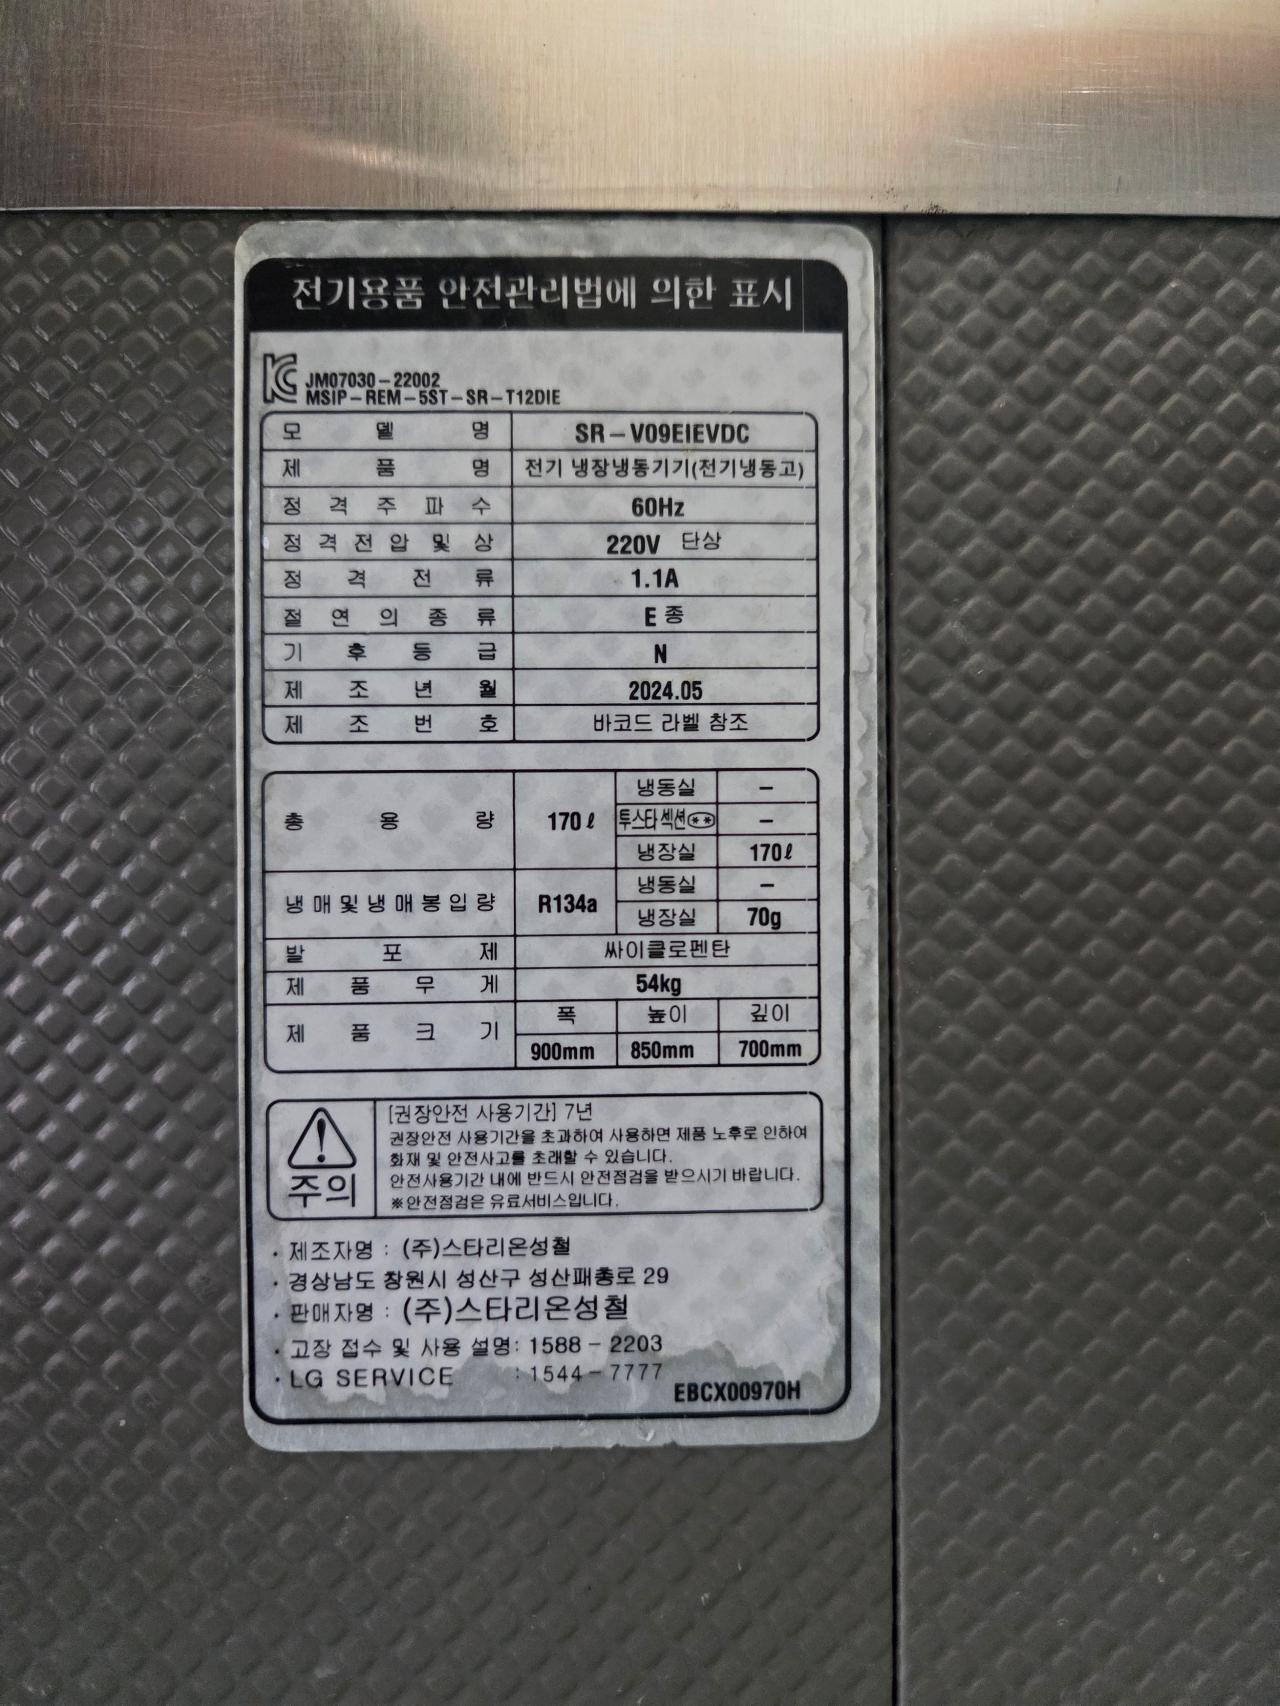 전기용품 안전관리법에 의한 표시
KC JM07030-22002
MSIP-REM-5ST-SR-T12DIE
모 델 명 SR-V09EIEVDC
제 품 명 전기 냉장냉동기기(전기냉동고)
정 격 주 파 수 60Hz
정 격 전 압 및 상 220V 단상
정 격 전 류 1.1A
절 연 의 종 류 E 종
기 후 등 급 N
제 조 년 월 2024.05
제 조 번 호 바코드 라벨 참조
총 용 량 170ℓ 냉동실 -
투스타 섹션(**) -
냉장실 170ℓ
냉매및냉매봉입량 R134a 냉동실 -
냉장실 70g
발 포 제 싸이클로펜탄
제 품 무 게 54kg
제 품 크 기 폭 높이 깊이
900mm 850mm 700mm
주의
[권장안전 사용기간] 7년
권장안전 사용기간을 초과하여 사용하면 제품 노후로 인하여
화재 및 안전사고를 초래할 수 있습니다.
안전사용기간 내에 반드시 안전점검을 받으시기 바랍니다.
※안전점검은 유료서비스입니다.
· 제조자명 : (주)스타리온성철
· 경상남도 창원시 성산구 성산패총로 29
· 판매자명 : (주)스타리온성철
· 고장 접수 및 사용 설명: 1588 - 2203
· LG SERVICE : 1544 - 7777
EBCX00970H